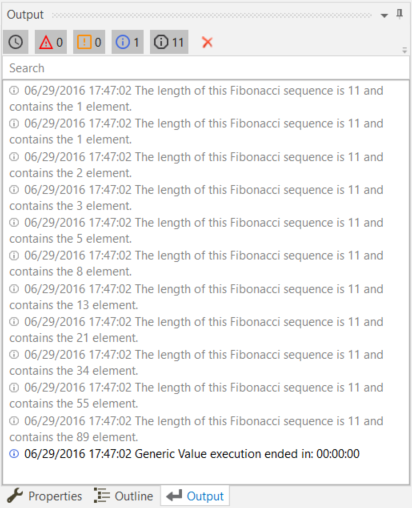 Output
0 0 1 11
Search
06/29/2016 17:47:02 The length of this Fibonacci sequence is 11 and
contains the 1 element.
06/29/2016 17:47:02 The length of this Fibonacci sequence is 11 and
contains the 1 element.
06/29/2016 17:47:02 The length of this Fibonacci sequence is 11 and
contains the 2 element.
06/29/2016 17:47:02 The length of this Fibonacci sequence is 11 and
contains the 3 element.
06/29/2016 17:47:02 The length of this Fibonacci sequence is 11 and
contains the 5 element.
06/29/2016 17:47:02 The length of this Fibonacci sequence is 11 and
contains the 8 element.
06/29/2016 17:47:02 The length of this Fibonacci sequence is 11 and
contains the 13 element.
06/29/2016 17:47:02 The length of this Fibonacci sequence is 11 and
contains the 21 element.
06/29/2016 17:47:02 The length of this Fibonacci sequence is 11 and
contains the 34 element.
06/29/2016 17:47:02 The length of this Fibonacci sequence is 11 and
contains the 55 element.
06/29/2016 17:47:02 The length of this Fibonacci sequence is 11 and
contains the 89 element.
06/29/2016 17:47:02 Generic Value execution ended in: 00:00:00
Properties Outline Output